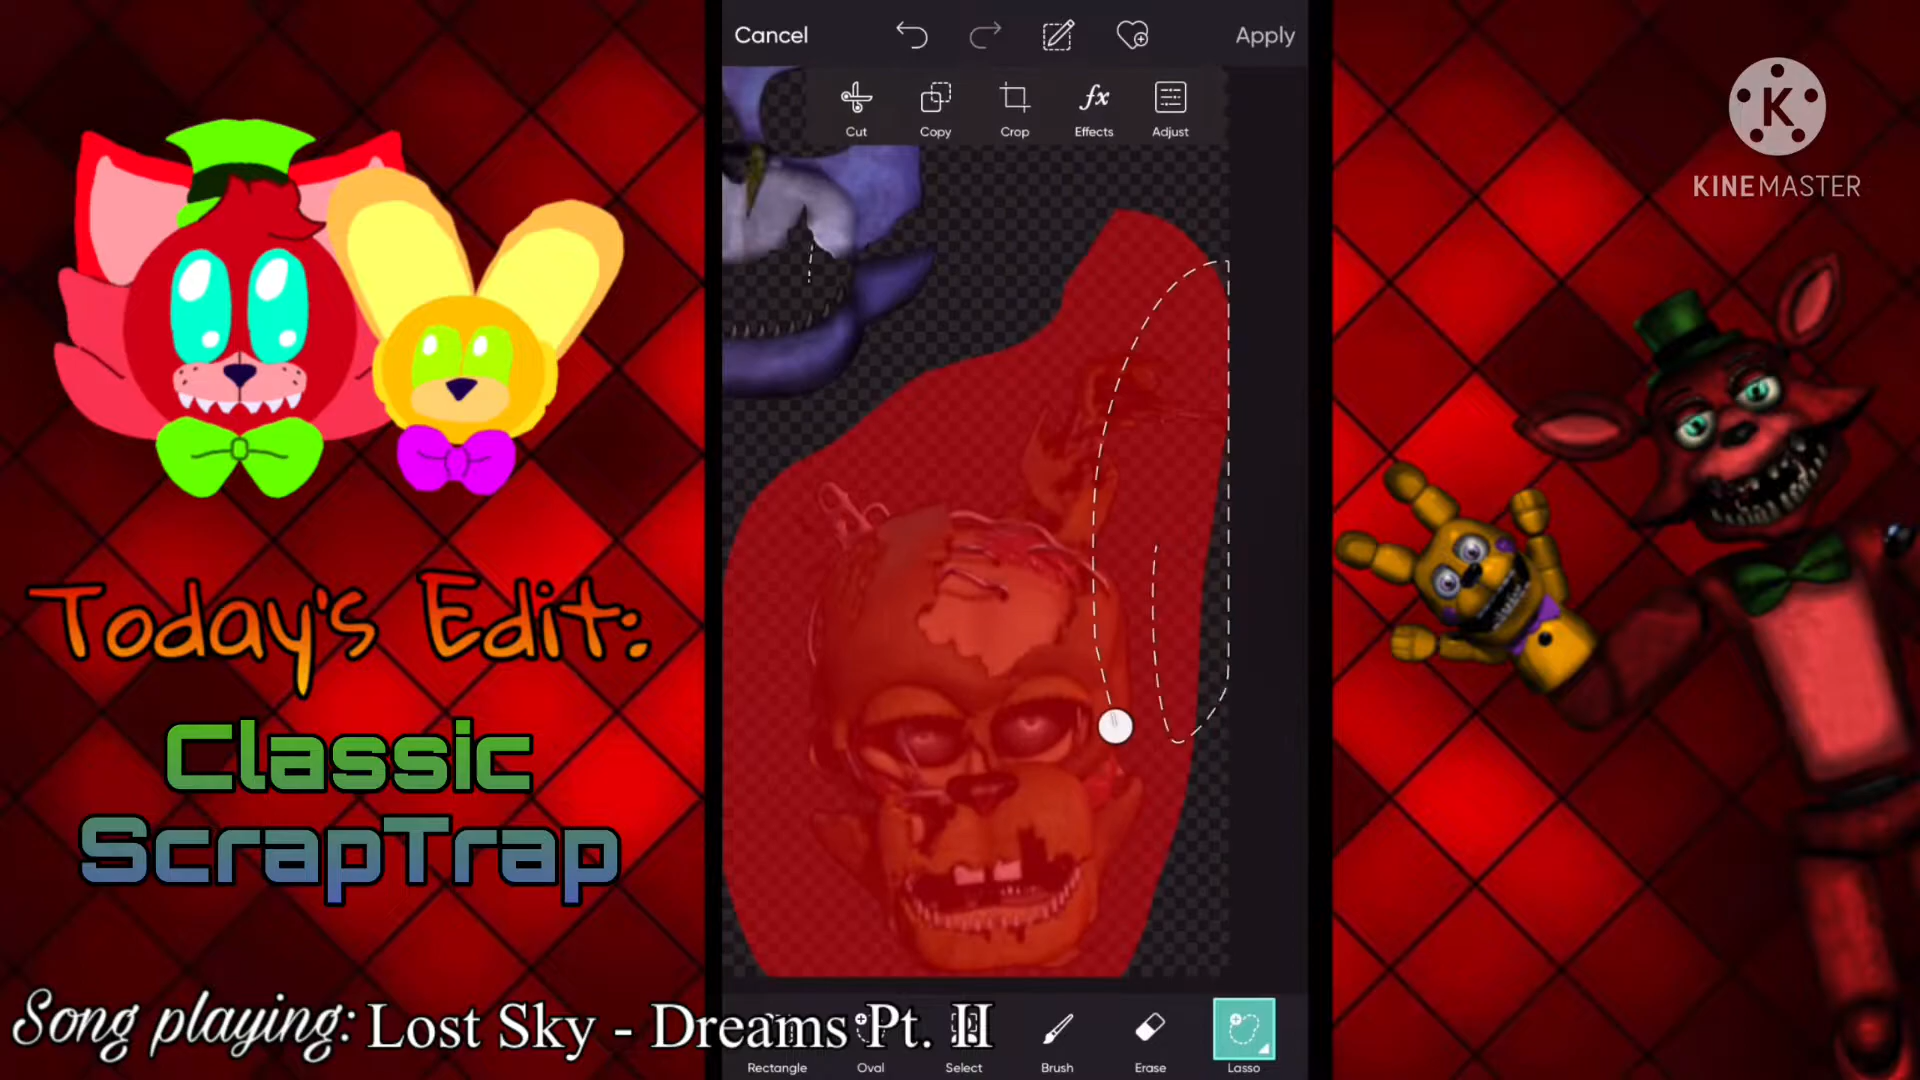 Cancel
Apply
Cut
Copy
Crop
fx
Effects
Adjust
K
KINEMASTER
Today's Edit:
Classic
ScrapTrap
Song playing: Lost Sky - Dreams Pt. II
Rectangle
Oval
Select
Brush
Erase
Lasso